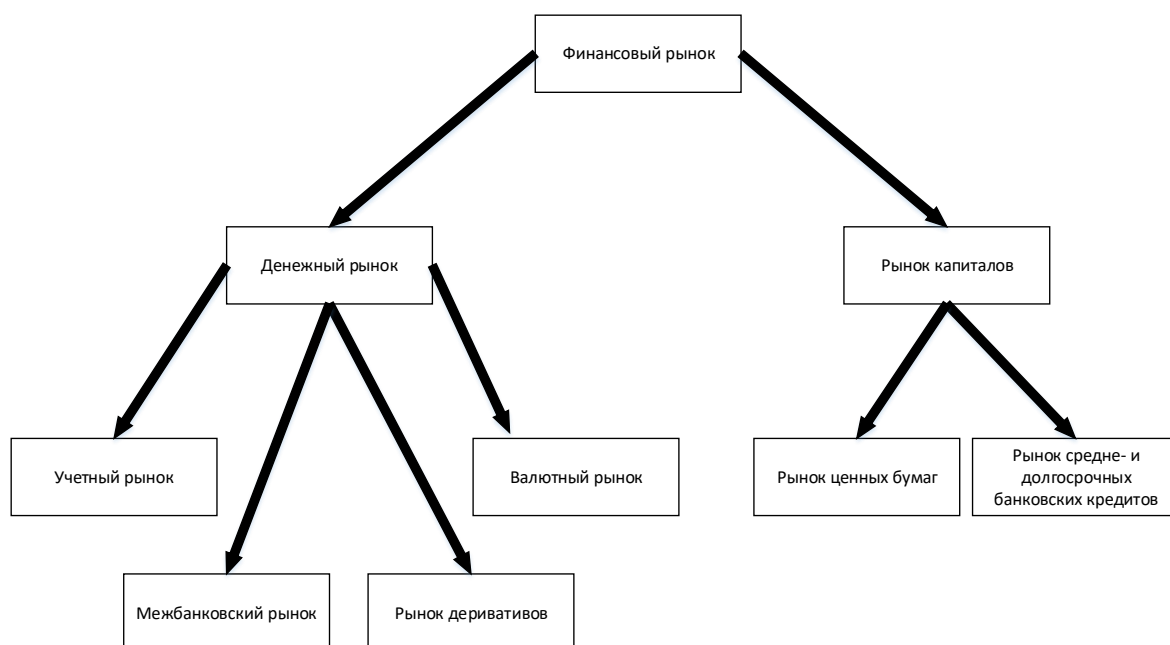 Финансовый рынок
Денежный рынок
Рынок капиталов
Учетный рынок
Валютный рынок
Рынок ценных бумаг
Рынок средне- и
долгосрочных
банковских кредитов
Межбанковский рынок
Рынок деривативов